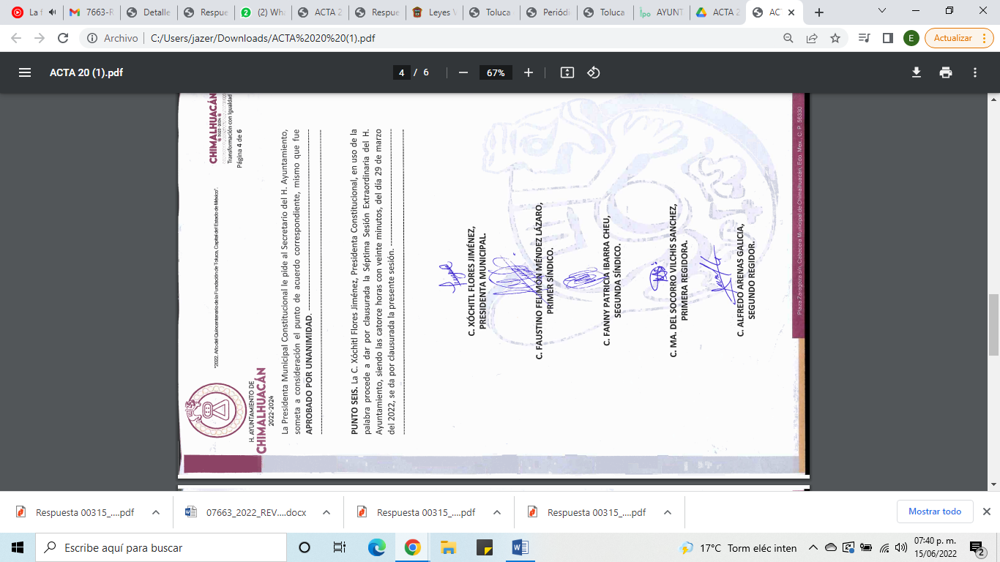 La f
7663-R
Detalle
Respue
(2) Wha
ACTA 2
Respue
Leyes V
Toluca
Periódi
Toluca
AYUNT
ACTA 2
AC
Archivo | C:/Users/jazer/Downloads/ACTA%2020%20(1).pdf
E
Actualizar
ACTA 20 (1).pdf
4 / 6
67%
H. AYUNTAMIENTO DE
CHIMALHUACÁN
2022-2024
"2022. Año del Quincentenario de la Fundación de Toluca, Capital del Estado de México".
CHIMALHUACÁN
2022-2024
Transformación con Igualdad
Página 4 de 6
La Presidenta Municipal Constitucional le pide al Secretario del H. Ayuntamiento,
someta a consideración el punto de acuerdo correspondiente, mismo que fue
APROBADO POR UNANIMIDAD. ----------------------------------------
PUNTO SEIS. La C. Xóchitl Flores Jiménez, Presidenta Constitucional, en uso de la
palabra procede a dar por clausurada la Séptima Sesión Extraordinaria del H.
Ayuntamiento, siendo las catorce horas con veinte minutos, del día 29 de marzo
del 2022, se da por clausurada la presente sesión. ----------------------------------------
C. XÓCHITL FLORES JIMÉNEZ,
PRESIDENTA MUNICIPAL.
C. FAUSTINO FELIMÓN MÉNDEZ LÁZARO,
PRIMER SÍNDICO.
C. FANNY PATRICIA IBARRA CHEU,
SEGUNDA SÍNDICO.
C. MA. DEL SOCORRO VILCHIS SANCHEZ,
PRIMERA REGIDORA.
C. ALFREDO ARENAS GALICIA,
SEGUNDO REGIDOR.
Plaza Zaragoza s/n, Cabecera Municipal de Chimalhuacán, Edo. Mex., C. P. 56330
Respuesta 00315_....pdf
07663_2022_REV....docx
Respuesta 00315_....pdf
Respuesta 00315_....pdf
Mostrar todo
Escribe aquí para buscar
17°C Torm eléc inten
07:40 p. m.
15/06/2022
2